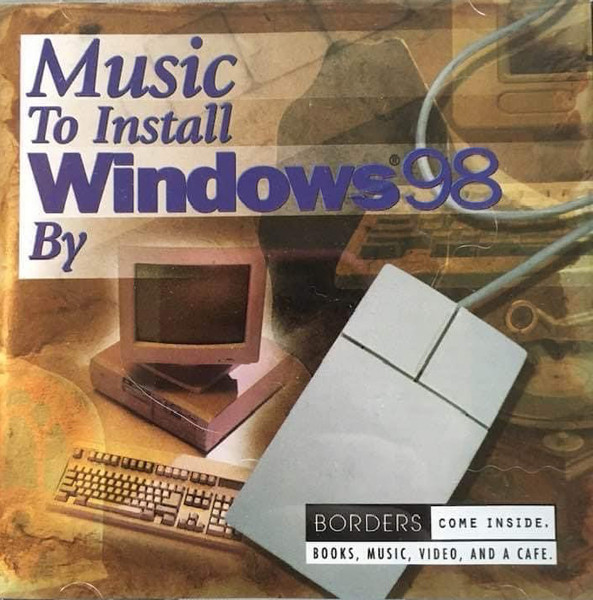 Music
To Install
Windows®98
By
BORDERS. COME INSIDE.
BOOKS, MUSIC, VIDEO, AND A CAFE.